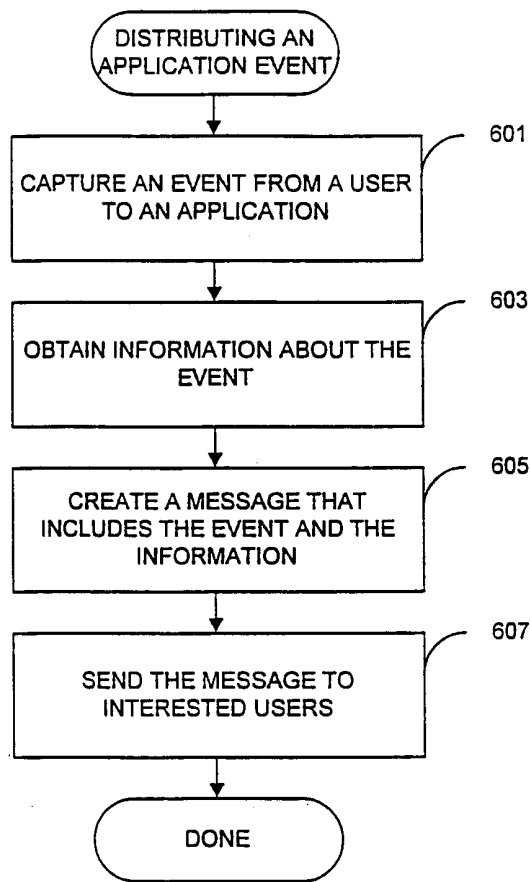 DISTRIBUTING AN
APPLICATION EVENT
601
CAPTURE AN EVENT FROM A USER
TO AN APPLICATION
603
OBTAIN INFORMATION ABOUT THE
EVENT
605
CREATE A MESSAGE THAT
INCLUDES THE EVENT AND THE
INFORMATION
607
SEND THE MESSAGE TO
INTERESTED USERS
DONE